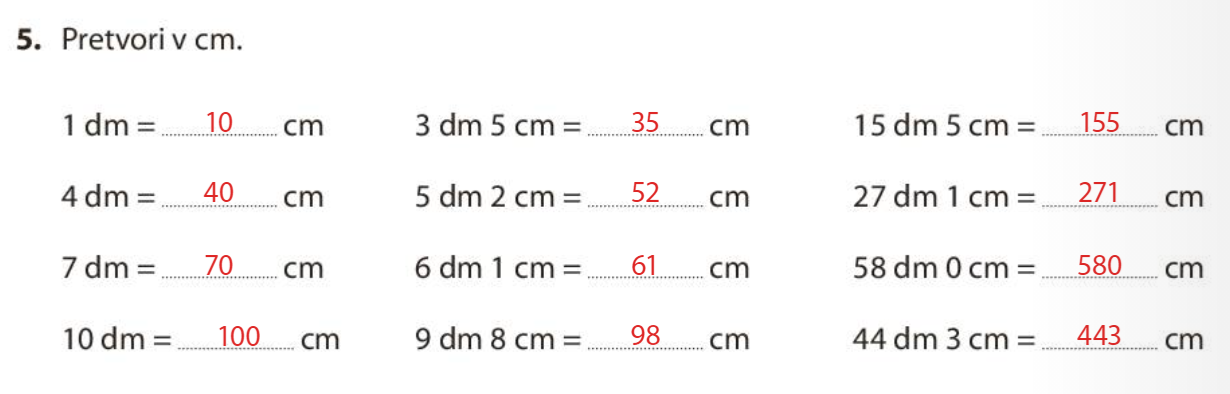 5. Pretvori v cm.
1 dm = 10 cm 3 dm 5 cm = 35 cm 15 dm 5 cm = 155 cm
4 dm = 40 cm 5 dm 2 cm = 52 cm 27 dm 1 cm = 271 cm
7 dm = 70 cm 6 dm 1 cm = 61 cm 58 dm 0 cm = 580 cm
10 dm = 100 cm 9 dm 8 cm = 98 cm 44 dm 3 cm = 443 cm